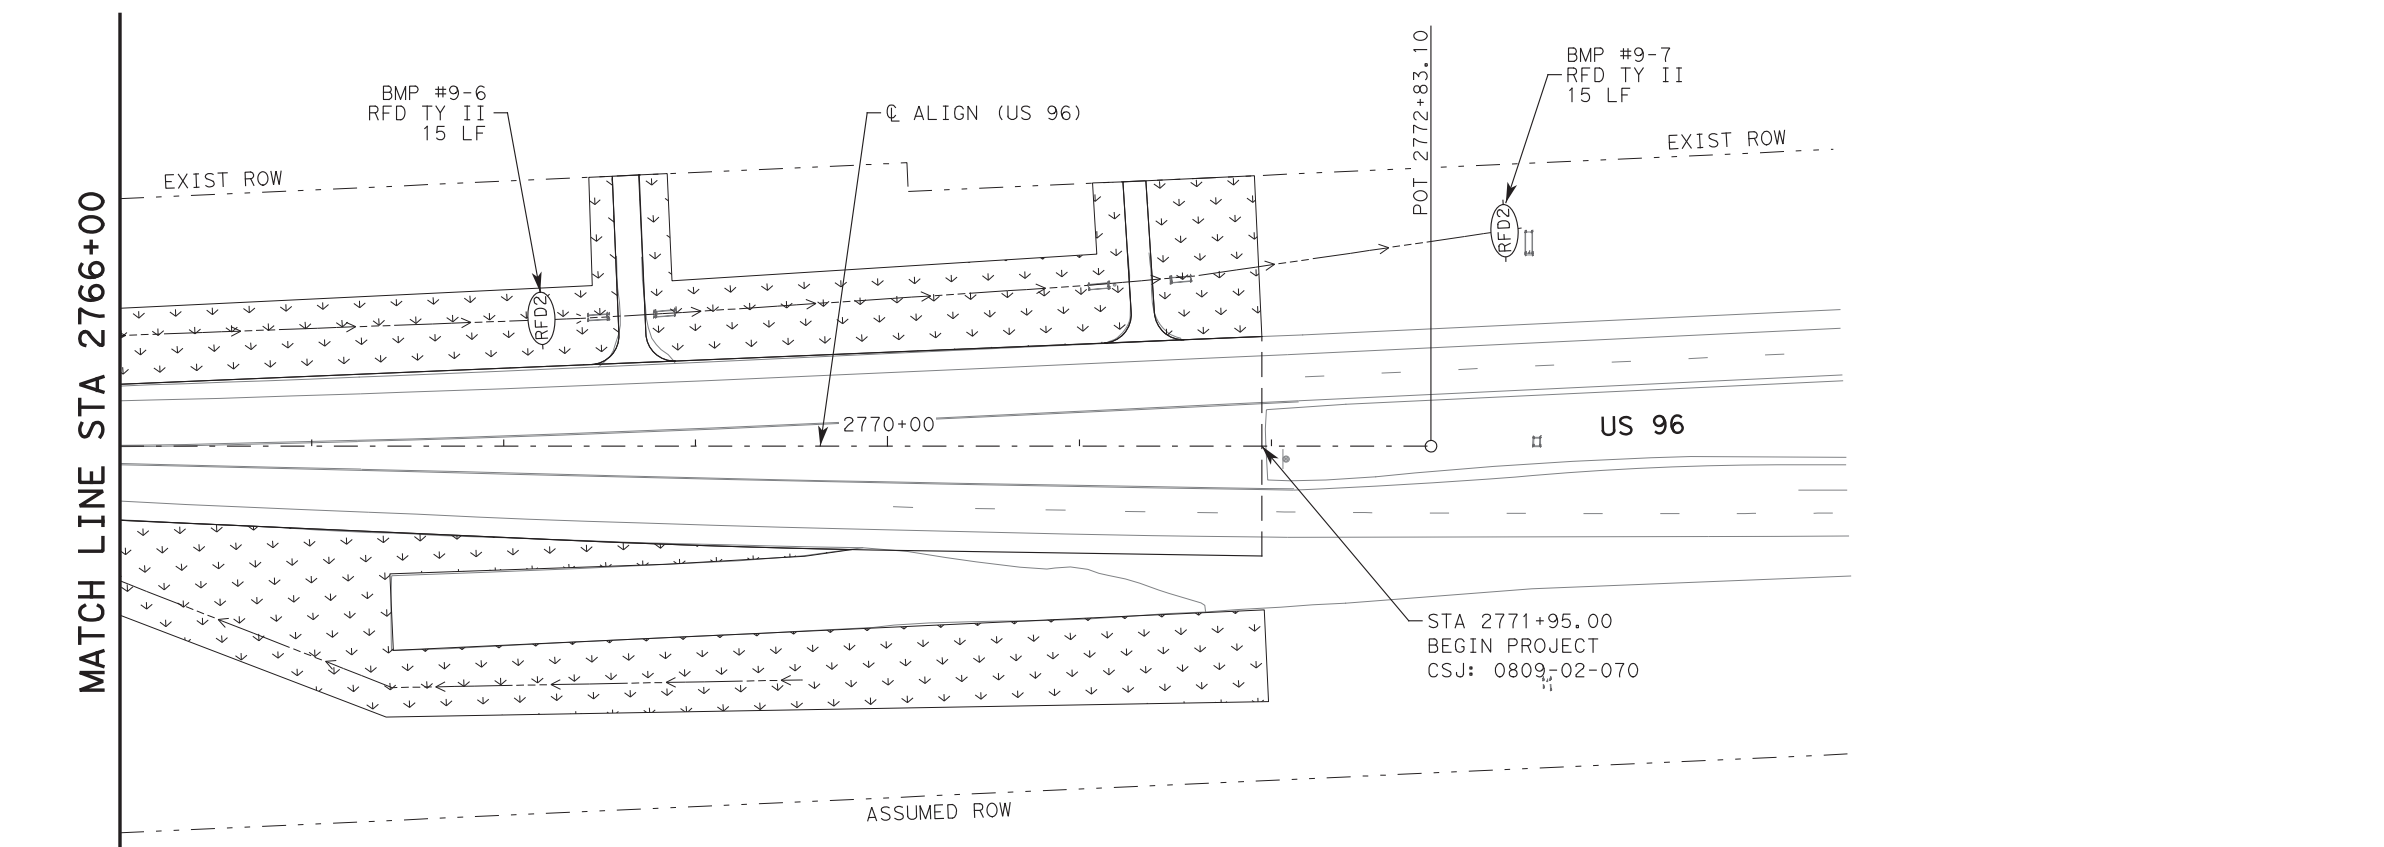 MATCH LINE STA 2766+00
BMP #9-6
RFD TY II
15 LF
℄ ALIGN (US 96)
POT 2772+83.10
BMP #9-7
RFD TY II
15 LF
EXIST ROW
EXIST ROW
RFD2
RFD2
2770+00
US 96
STA 2771+95.00
BEGIN PROJECT
CSJ: 0809-02-070
ASSUMED ROW